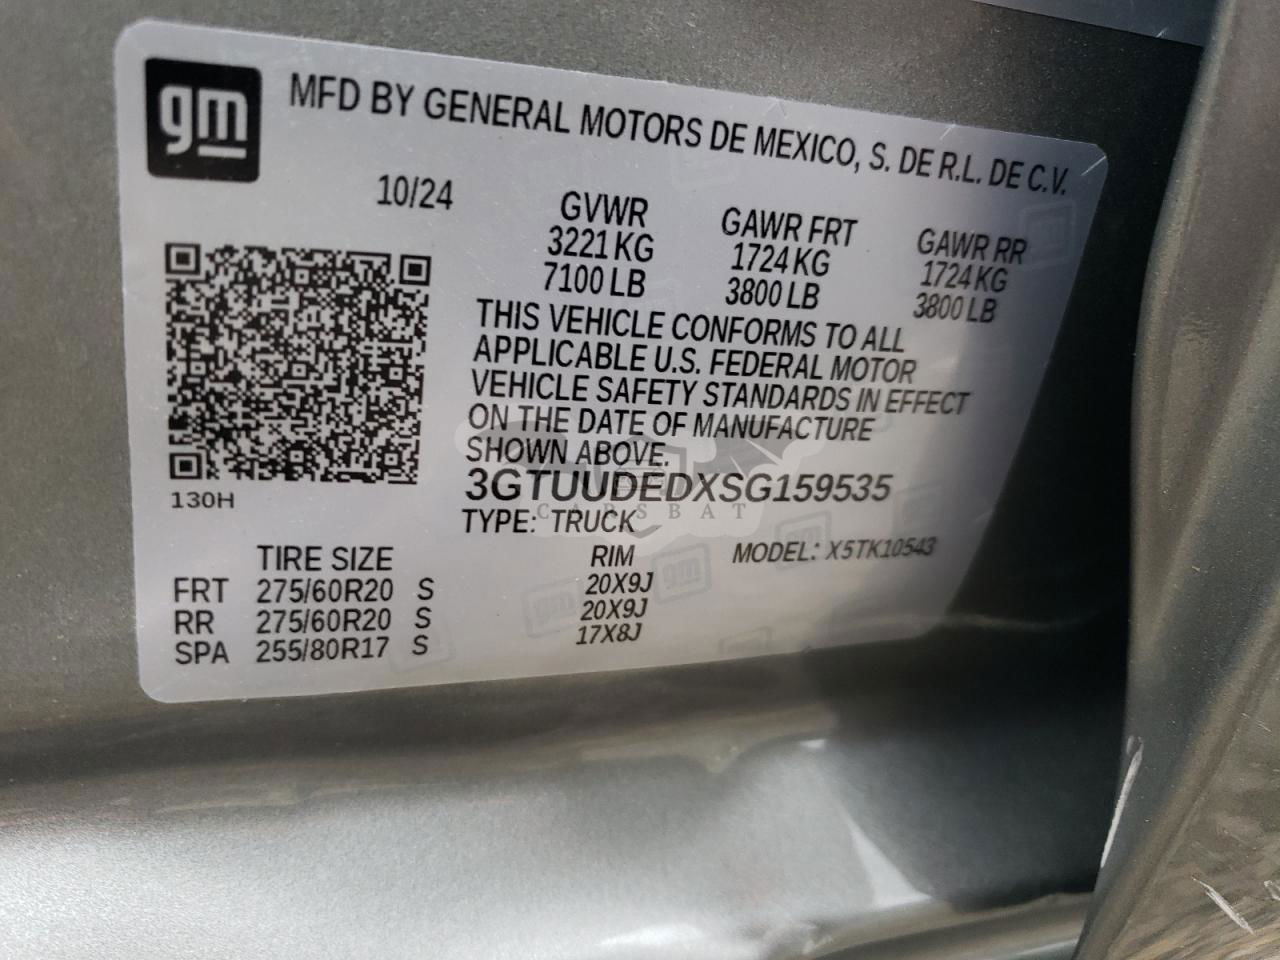 gm
MFD BY GENERAL MOTORS DE MEXICO, S. DE R.L. DE C.V.
10/24
GVWR GAWR FRT GAWR RR
3221 KG 1724 KG 1724 KG
7100 LB 3800 LB 3800 LB
THIS VEHICLE CONFORMS TO ALL
APPLICABLE U.S. FEDERAL MOTOR
VEHICLE SAFETY STANDARDS IN EFFECT
ON THE DATE OF MANUFACTURE
SHOWN ABOVE.
3GTUUDEDXSG159535
CARSBAT
130H
TYPE: TRUCK
MODEL: X5TK10543
TIRE SIZE RIM
FRT 275/60R20 S 20X9J
RR 275/60R20 S 20X9J
SPA 255/80R17 S 17X8J
gm
gm